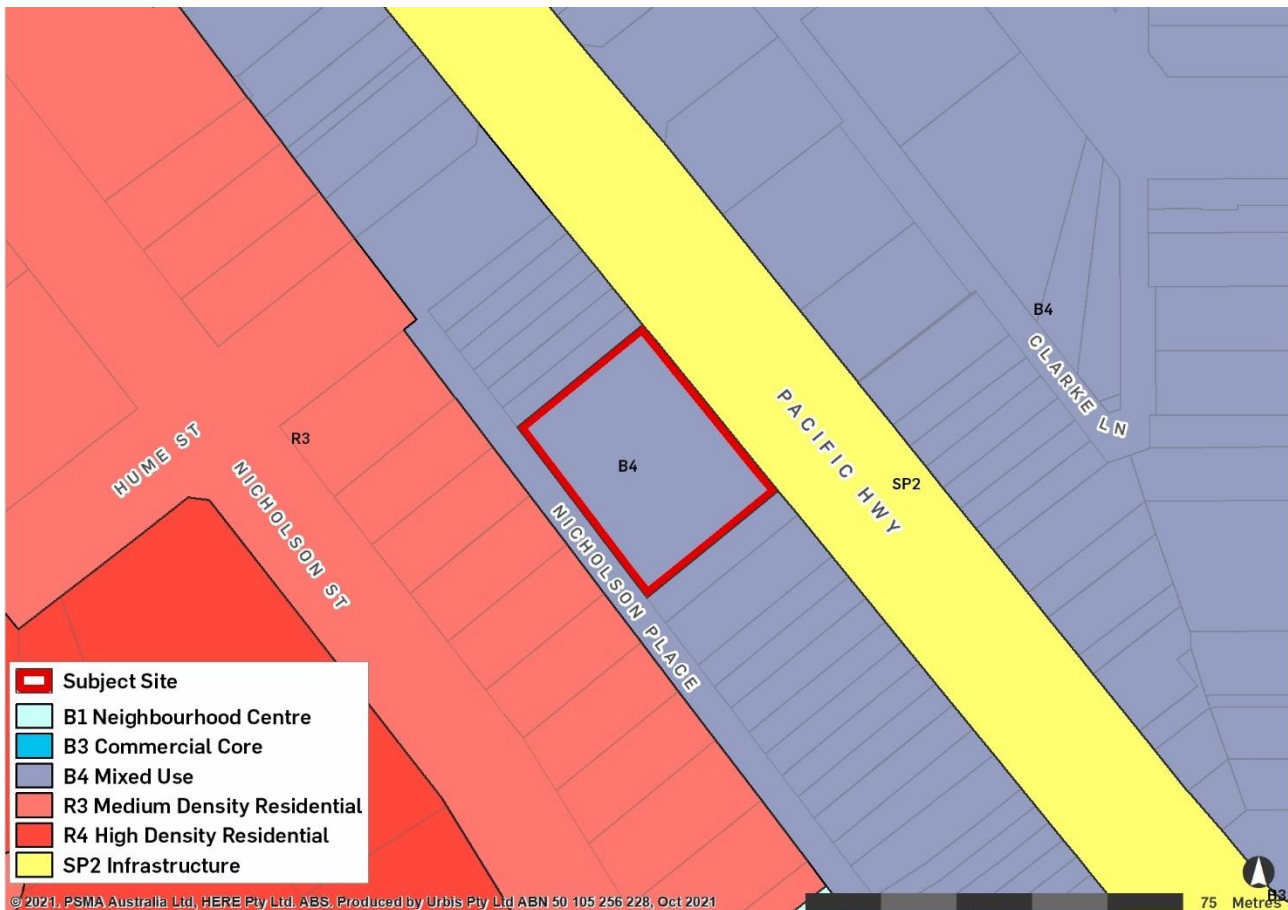 B4
CLARKE LN
PACIFIC HWY
SP2
R3
HUME ST
NICHOLSON ST
B4
NICHOLSON PLACE
Subject Site
B1 Neighbourhood Centre
B3 Commercial Core
B4 Mixed Use
R3 Medium Density Residential
R4 High Density Residential
SP2 Infrastructure
© 2021. PSMA Australia Ltd, HERE Pty Ltd. ABS. Produced by Urbis Pty Ltd ABN 50 105 256 228, Oct 2021
75 Metres
B3